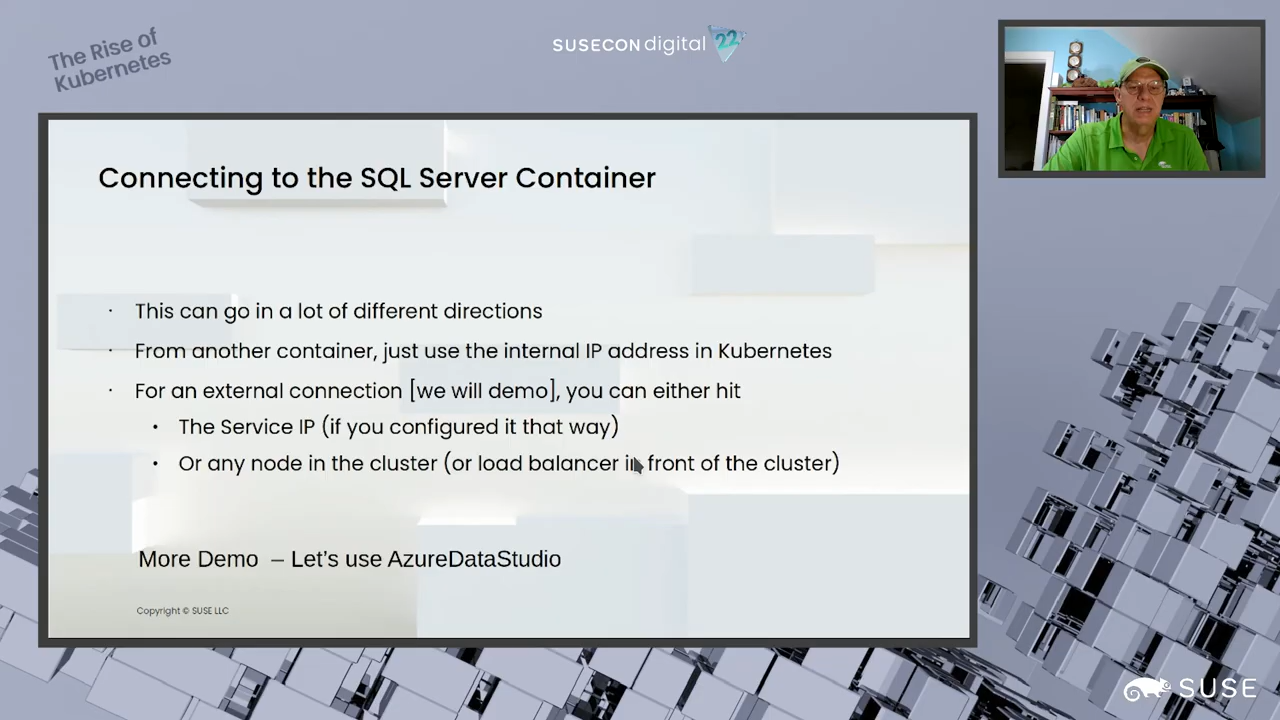 The Rise of
Kubernetes
SUSECON digital 22
Connecting to the SQL Server Container
· This can go in a lot of different directions
· From another container, just use the internal IP address in Kubernetes
· For an external connection [we will demo], you can either hit
• The Service IP (if you configured it that way)
• Or any node in the cluster (or load balancer in front of the cluster)
More Demo – Let's use AzureDataStudio
Copyright © SUSE LLC
SUSE